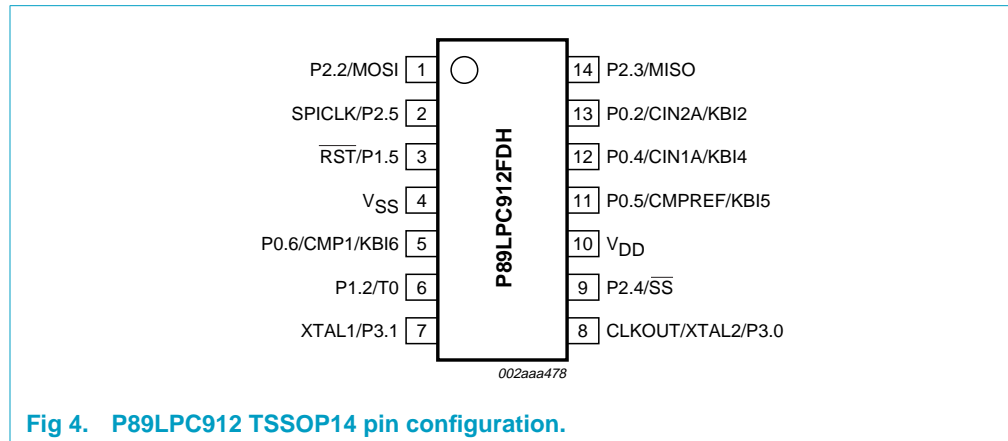 P2.2/MOSI 1 14 P2.3/MISO
SPICLK/P2.5 2 13 P0.2/CIN2A/KBI2
RST/P1.5 3 12 P0.4/CIN1A/KBI4
VSS 4 11 P0.5/CMPREF/KBI5
P0.6/CMP1/KBI6 5 10 VDD
P1.2/T0 6 9 P2.4/SS
XTAL1/P3.1 7 8 CLKOUT/XTAL2/P3.0
P89LPC912FDH
002aaa478
Fig 4. P89LPC912 TSSOP14 pin configuration.